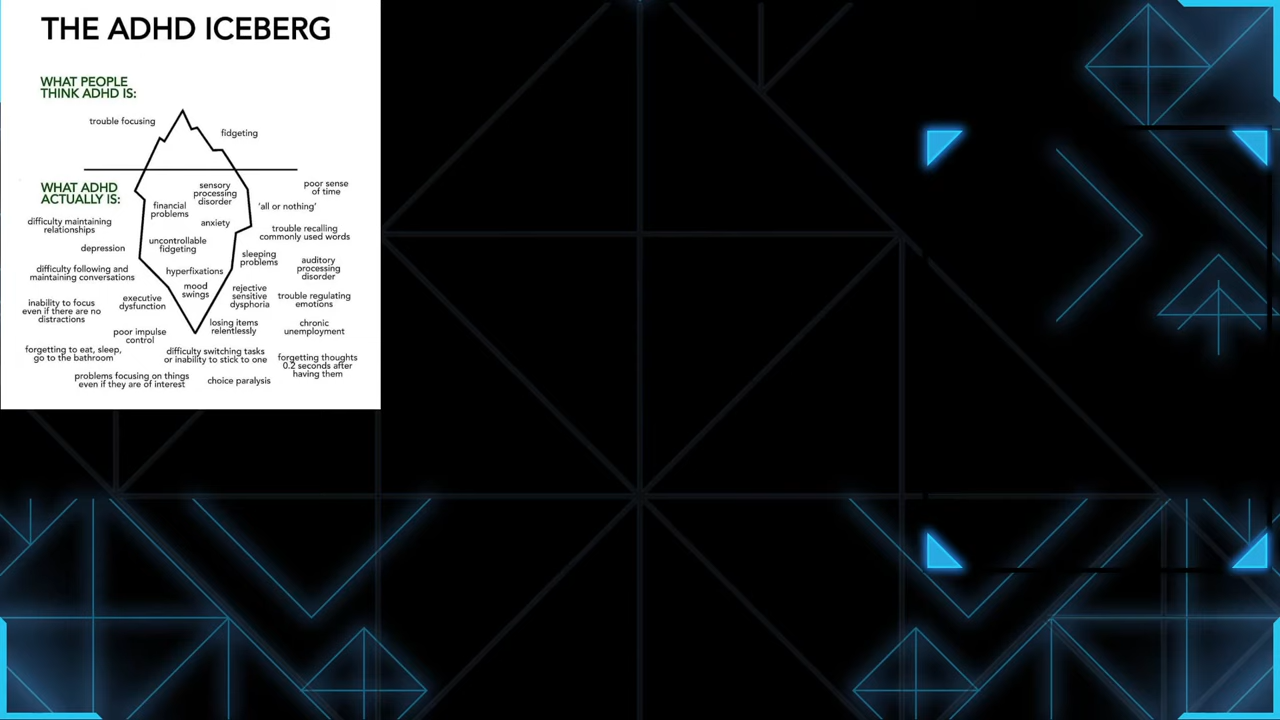 THE ADHD ICEBERG
WHAT PEOPLE
THINK ADHD IS:
trouble focusing
fidgeting
WHAT ADHD
ACTUALLY IS:
sensory
processing
disorder
poor sense
of time
financial
problems
'all or nothing'
difficulty maintaining
relationships
anxiety
trouble recalling
commonly used words
depression
uncontrollable
fidgeting
sleeping
problems
auditory
processing
disorder
difficulty following and
maintaining conversations
hyperfixations
mood
swings
rejective
sensitive
dysphoria
trouble regulating
emotions
inability to focus
even if there are no
distractions
executive
dysfunction
losing items
relentlessly
chronic
unemployment
poor impulse
control
forgetting to eat, sleep,
go to the bathroom
difficulty switching tasks
or inability to stick to one
forgetting thoughts
0.2 seconds after
having them
problems focusing on things
even if they are of interest
choice paralysis